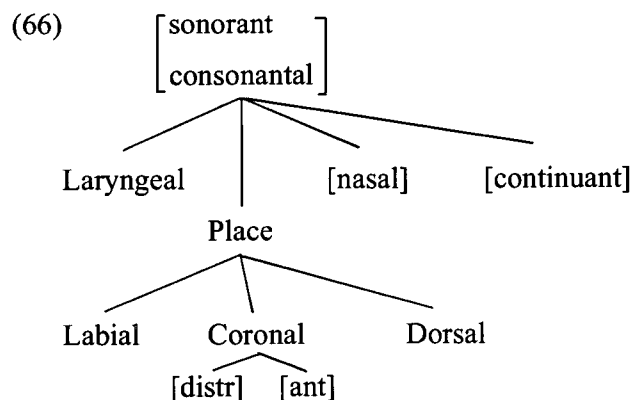 (66)
sonorant
consonantal
Laryngeal [nasal] [continuant]
Place
Labial Coronal Dorsal
[distr] [ant]